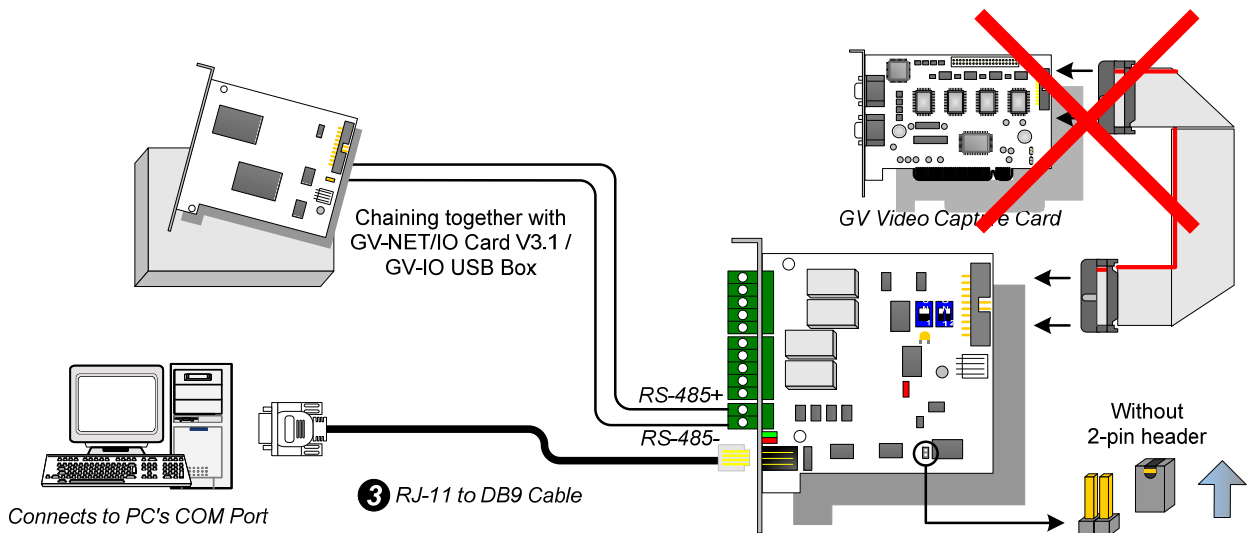 GV Video Capture Card
Chaining together with
GV-NET/IO Card V3.1 /
GV-IO USB Box
RS-485+
RS-485-
Without
2-pin header
3 RJ-11 to DB9 Cable
Connects to PC's COM Port